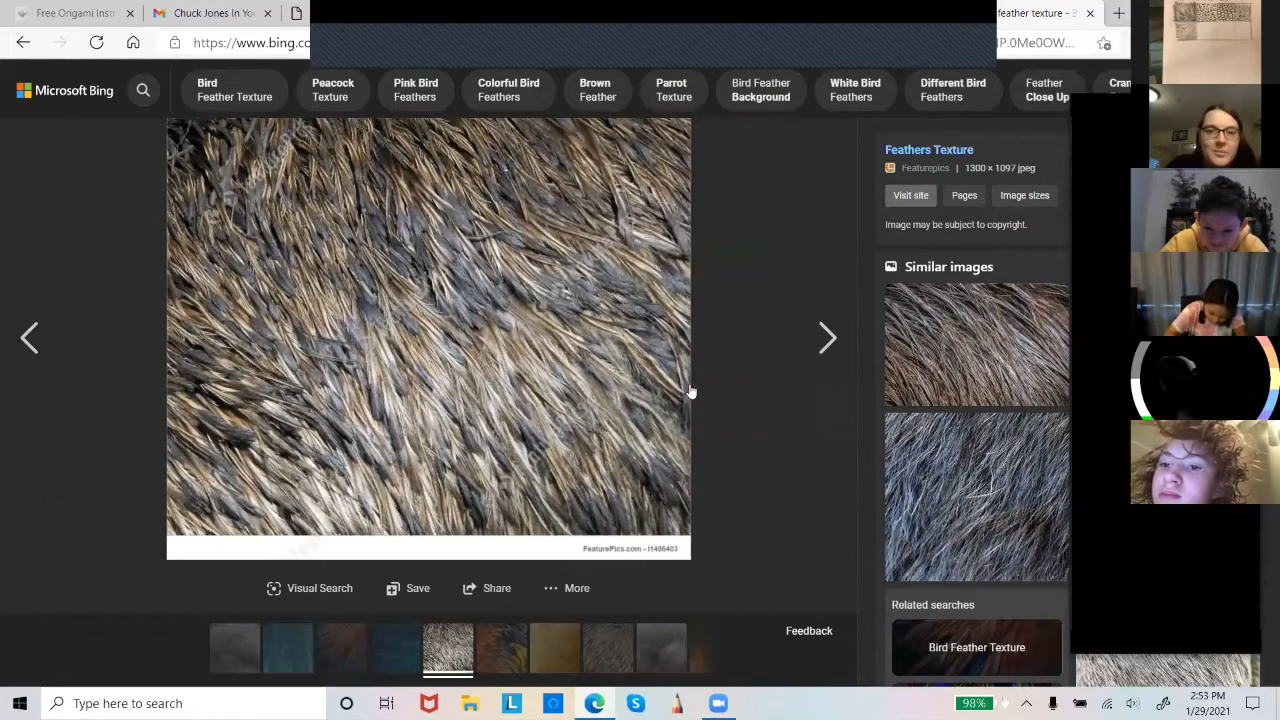 Free Online Instr
Chuck Does
feather texture - B
https://www.bing.co
IP.0Me0OW...
Microsoft Bing
Bird
Feather Texture
Peacock
Texture
Pink Bird
Feathers
Colorful Bird
Feathers
Brown
Feather
Parrot
Texture
Bird Feather
Background
White Bird
Feathers
Different Bird
Feathers
Feather
Close Up
Cran
Feathers Texture
Featurepics | 1300 × 1097 jpeg
Visit site
Pages
Image sizes
Image may be subject to copyright.
Similar images
FeaturePics.com - I1486403
Visual Search
Save
Share
More
Related searches
Feedback
Bird Feather Texture
Type here to search
98%
2:53 PM
1/29/2021